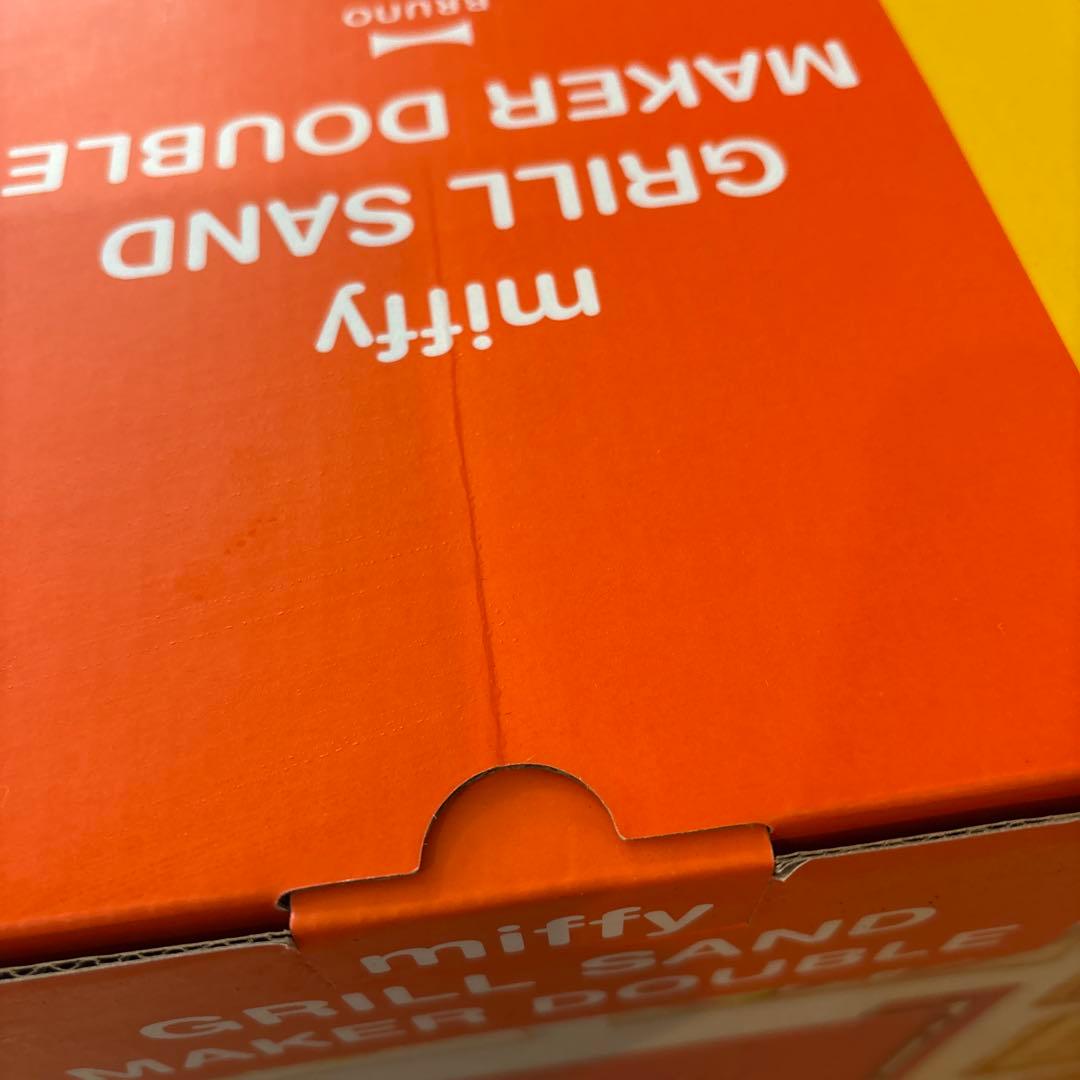 miffy
GRILL SAND
MAKER DOUBLE
BRUNO
miffy
GRILL SAND
MAKER DOUBLE